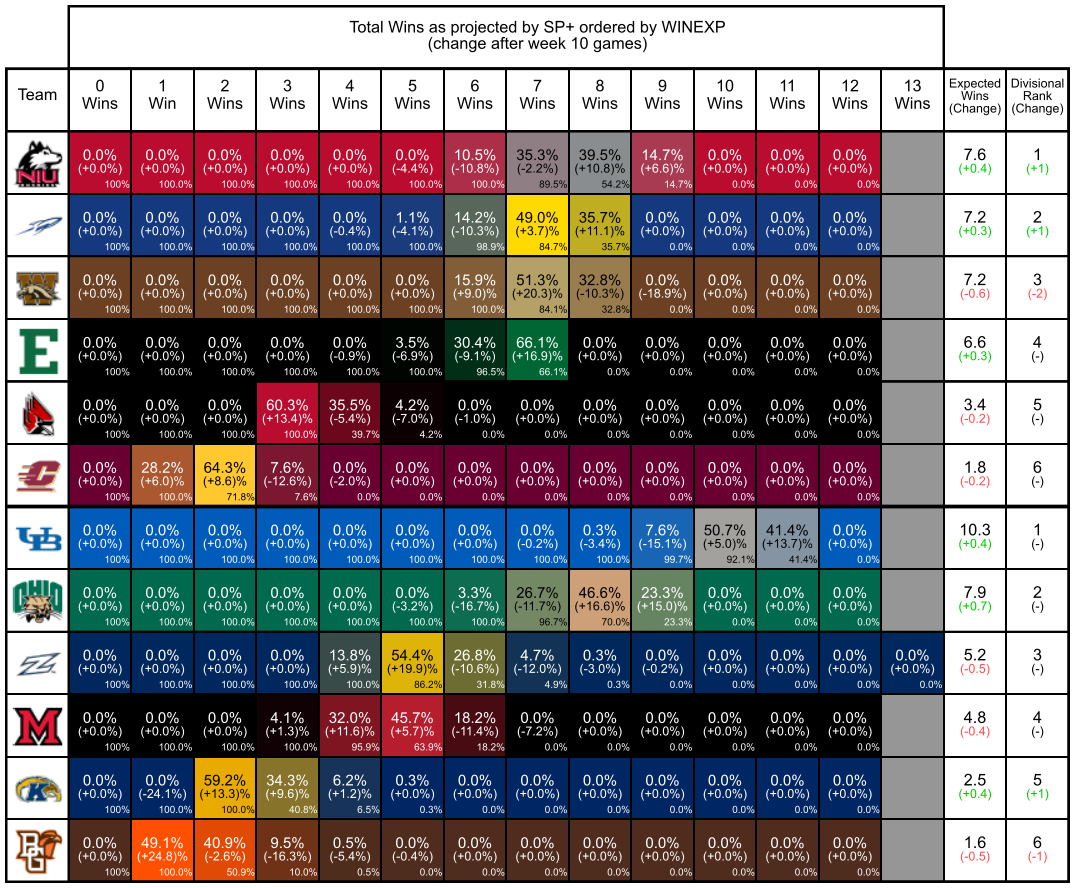 Total Wins as projected by SP+ ordered by WINEXP
(change after week 10 games)
Team
0 Wins
1 Win
2 Wins
3 Wins
4 Wins
5 Wins
6 Wins
7 Wins
8 Wins
9 Wins
10 Wins
11 Wins
12 Wins
13 Wins
Expected Wins (Change)
Divisional Rank (Change)
NIU
0.0% 0.0% 0.0% 0.0% 0.0% 0.0% 10.5% 35.3% 39.5% 14.7% 0.0% 0.0% 0.0% 7.6 1
(+0.0%) (+0.0%) (+0.0%) (+0.0%) (+0.0%) (-4.4%) (-10.8%) (-2.2%) (+10.8)% (+6.6)% (+0.0%) (+0.0%) (+0.0%) (+0.4) (+1)
100% 100.0% 100.0% 100.0% 100.0% 100.0% 100.0% 89.5% 54.2% 14.7% 0.0% 0.0% 0.0%
0.0% 0.0% 0.0% 0.0% 0.0% 1.1% 14.2% 49.0% 35.7% 0.0% 0.0% 0.0% 0.0% 7.2 2
(+0.0%) (+0.0%) (+0.0%) (+0.0%) (-0.4%) (-4.1%) (-10.3%) (+3.7)% (+11.1)% (+0.0%) (+0.0%) (+0.0%) (+0.0%) (+0.3) (+1)
100% 100.0% 100.0% 100.0% 100.0% 100.0% 98.9% 84.7% 35.7% 0.0% 0.0% 0.0% 0.0%
W
0.0% 0.0% 0.0% 0.0% 0.0% 0.0% 15.9% 51.3% 32.8% 0.0% 0.0% 0.0% 0.0% 7.2 3
(+0.0%) (+0.0%) (+0.0%) (+0.0%) (+0.0%) (+0.0%) (+9.0)% (+20.3)% (-10.3%) (-18.9%) (+0.0%) (+0.0%) (+0.0%) (-0.6) (-2)
100% 100.0% 100.0% 100.0% 100.0% 100.0% 100.0% 84.1% 32.8% 0.0% 0.0% 0.0% 0.0%
E
0.0% 0.0% 0.0% 0.0% 0.0% 3.5% 30.4% 66.1% 0.0% 0.0% 0.0% 0.0% 0.0% 6.6 4
(+0.0%) (+0.0%) (+0.0%) (+0.0%) (-0.9%) (-6.9%) (-9.1%) (+16.9)% (+0.0%) (+0.0%) (+0.0%) (+0.0%) (+0.0%) (+0.3) (-)
100% 100.0% 100.0% 100.0% 100.0% 100.0% 96.5% 66.1% 0.0% 0.0% 0.0% 0.0% 0.0%
0.0% 0.0% 0.0% 60.3% 35.5% 4.2% 0.0% 0.0% 0.0% 0.0% 0.0% 0.0% 0.0% 3.4 5
(+0.0%) (+0.0%) (+0.0%) (+13.4)% (-5.4%) (-7.0%) (-1.0%) (+0.0%) (+0.0%) (+0.0%) (+0.0%) (+0.0%) (+0.0%) (-0.2) (-)
100% 100.0% 100.0% 100.0% 39.7% 4.2% 0.0% 0.0% 0.0% 0.0% 0.0% 0.0% 0.0%
C
0.0% 28.2% 64.3% 7.6% 0.0% 0.0% 0.0% 0.0% 0.0% 0.0% 0.0% 0.0% 0.0% 1.8 6
(+0.0%) (+6.0)% (+8.6)% (-12.6%) (-2.0%) (+0.0%) (+0.0%) (+0.0%) (+0.0%) (+0.0%) (+0.0%) (+0.0%) (+0.0%) (-0.2) (-)
100% 100.0% 71.8% 7.6% 0.0% 0.0% 0.0% 0.0% 0.0% 0.0% 0.0% 0.0% 0.0%
UB
0.0% 0.0% 0.0% 0.0% 0.0% 0.0% 0.0% 0.0% 0.3% 7.6% 50.7% 41.4% 0.0% 10.3 1
(+0.0%) (+0.0%) (+0.0%) (+0.0%) (+0.0%) (+0.0%) (+0.0%) (-0.2%) (-3.4%) (-15.1%) (+5.0)% (+13.7)% (+0.0%) (+0.4) (-)
100% 100.0% 100.0% 100.0% 100.0% 100.0% 100.0% 100.0% 100.0% 99.7% 92.1% 41.4% 0.0%
OHIO
0.0% 0.0% 0.0% 0.0% 0.0% 0.0% 3.3% 26.7% 46.6% 23.3% 0.0% 0.0% 0.0% 7.9 2
(+0.0%) (+0.0%) (+0.0%) (+0.0%) (+0.0%) (-3.2%) (-16.7%) (-11.7%) (+16.6)% (+15.0)% (+0.0%) (+0.0%) (+0.0%) (+0.7) (-)
100% 100.0% 100.0% 100.0% 100.0% 100.0% 100.0% 96.7% 70.0% 23.3% 0.0% 0.0% 0.0%
Z
0.0% 0.0% 0.0% 0.0% 13.8% 54.4% 26.8% 4.7% 0.3% 0.0% 0.0% 0.0% 0.0% 0.0% 5.2 3
(+0.0%) (+0.0%) (+0.0%) (+0.0%) (+5.9)% (+19.9)% (-10.6%) (-12.0%) (-3.0%) (-0.2%) (+0.0%) (+0.0%) (+0.0%) (+0.0%) (-0.5) (-)
100% 100.0% 100.0% 100.0% 100.0% 86.2% 31.8% 4.9% 0.3% 0.0% 0.0% 0.0% 0.0% 0.0%
M
0.0% 0.0% 0.0% 4.1% 32.0% 45.7% 18.2% 0.0% 0.0% 0.0% 0.0% 0.0% 0.0% 4.8 4
(+0.0%) (+0.0%) (+0.0%) (+1.3)% (+11.6)% (+5.7)% (-11.4%) (-7.2%) (+0.0%) (+0.0%) (+0.0%) (+0.0%) (+0.0%) (-0.4) (-)
100% 100.0% 100.0% 100.0% 95.9% 63.9% 18.2% 0.0% 0.0% 0.0% 0.0% 0.0% 0.0%
K
0.0% 0.0% 59.2% 34.3% 6.2% 0.3% 0.0% 0.0% 0.0% 0.0% 0.0% 0.0% 0.0% 2.5 5
(+0.0%) (-24.1%) (+13.3)% (+9.6)% (+1.2)% (+0.0%) (+0.0%) (+0.0%) (+0.0%) (+0.0%) (+0.0%) (+0.0%) (+0.0%) (+0.4) (+1)
100% 100.0% 100.0% 40.8% 6.5% 0.3% 0.0% 0.0% 0.0% 0.0% 0.0% 0.0% 0.0%
BG
0.0% 49.1% 40.9% 9.5% 0.5% 0.0% 0.0% 0.0% 0.0% 0.0% 0.0% 0.0% 0.0% 1.6 6
(+0.0%) (+24.8)% (-2.6%) (-16.3%) (-5.4%) (-0.4%) (+0.0%) (+0.0%) (+0.0%) (+0.0%) (+0.0%) (+0.0%) (+0.0%) (-0.5) (-1)
100% 100.0% 50.9% 10.0% 0.5% 0.0% 0.0% 0.0% 0.0% 0.0% 0.0% 0.0% 0.0%